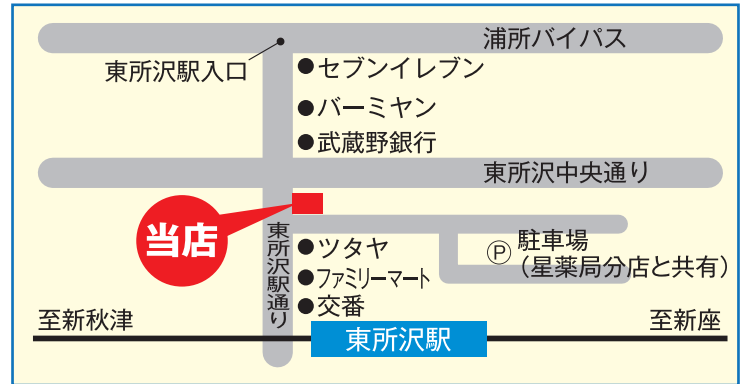 浦所バイパス
東所沢駅入口
●セブンイレブン
●バーミヤン
●武蔵野銀行
東所沢中央通り
当店
東所沢駅通り
●ツタヤ
●ファミリーマート
●交番
Ⓟ駐車場
（星薬局分店と共有）
至新秋津
東所沢駅
至新座